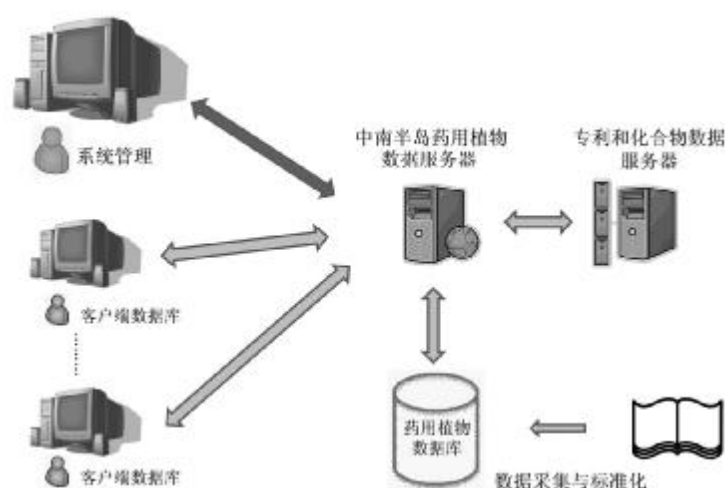 中南半岛药用植物
数据服务器
专利和化合物数据
服务器
系统管理
客户端数据库
客户端数据库
药用植物
数据库
数据采集与标准化